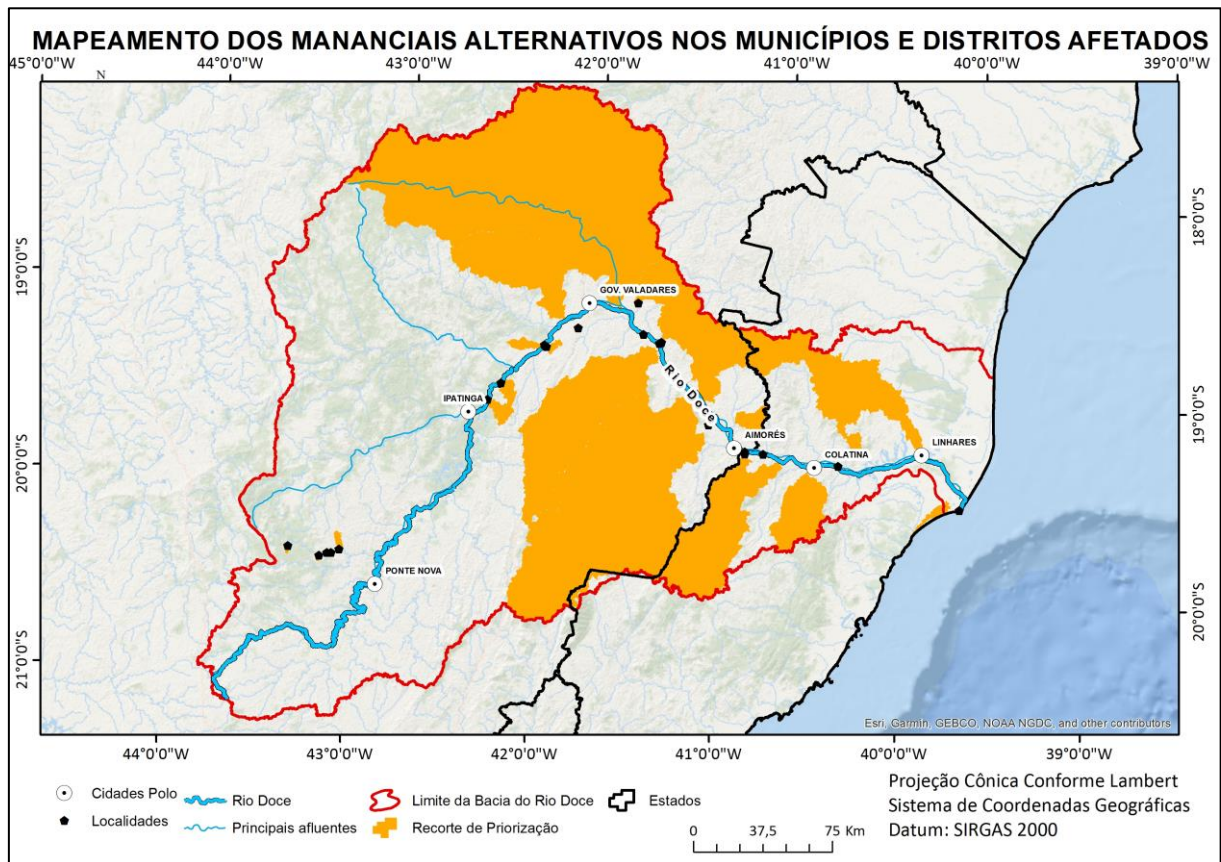 MAPEAMENTO DOS MANANCIAIS ALTERNATIVOS NOS MUNICÍPIOS E DISTRITOS AFETADOS
45°0'0"W 44°0'0"W 43°0'0"W 42°0'0"W 41°0'0"W 40°0'0"W 39°0'0"W
N
18°0'0"S
19°0'0"S
GOV. VALADARES
Rio Doce
IPATINGA
19°0'0"S
AIMORÉS
LINHARES
COLATINA
20°0'0"S
PONTE NOVA
20°0'0"S
21°0'0"S
Esri, Garmin, GEBCO, NOAA NGDC, and other contributors
44°0'0"W 43°0'0"W 42°0'0"W 41°0'0"W 40°0'0"W 39°0'0"W
Cidades Polo Rio Doce Limite da Bacia do Rio Doce Estados
Localidades Principais afluentes Recorte de Priorização
0 37,5 75 Km
Projeção Cônica Conforme Lambert
Sistema de Coordenadas Geográficas
Datum: SIRGAS 2000